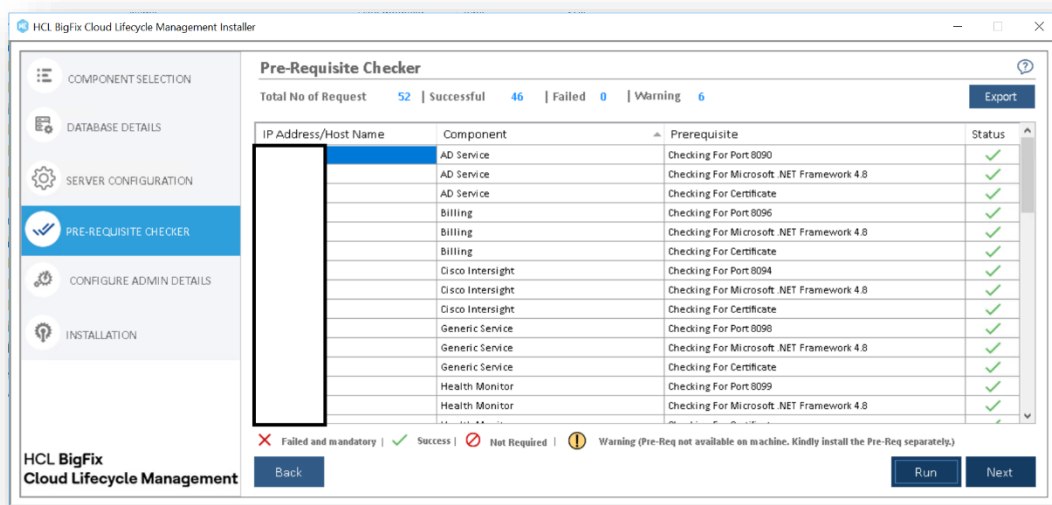 HCL BigFix Cloud Lifecycle Management Installer
COMPONENT SELECTION
DATABASE DETAILS
SERVER CONFIGURATION
PRE-REQUISITE CHECKER
CONFIGURE ADMIN DETAILS
INSTALLATION
HCL BigFix
Cloud Lifecycle Management
Pre-Requisite Checker
Total No of Request 52 | Successful 46 | Failed 0 | Warning 6
Export
IP Address/Host Name Component Prerequisite Status
AD Service Checking For Port 8090
AD Service Checking For Microsoft .NET Framework 4.8
AD Service Checking For Certificate
Billing Checking For Port 8096
Billing Checking For Microsoft .NET Framework 4.8
Billing Checking For Certificate
Cisco Intersight Checking For Port 8094
Cisco Intersight Checking For Microsoft .NET Framework 4.8
Cisco Intersight Checking For Certificate
Generic Service Checking For Port 8098
Generic Service Checking For Microsoft .NET Framework 4.8
Generic Service Checking For Certificate
Health Monitor Checking For Port 8099
Health Monitor Checking For Microsoft .NET Framework 4.8
Failed and mandatory | Success | Not Required | Warning (Pre-Req not available on machine. Kindly install the Pre-Req separately.)
Back
Run
Next